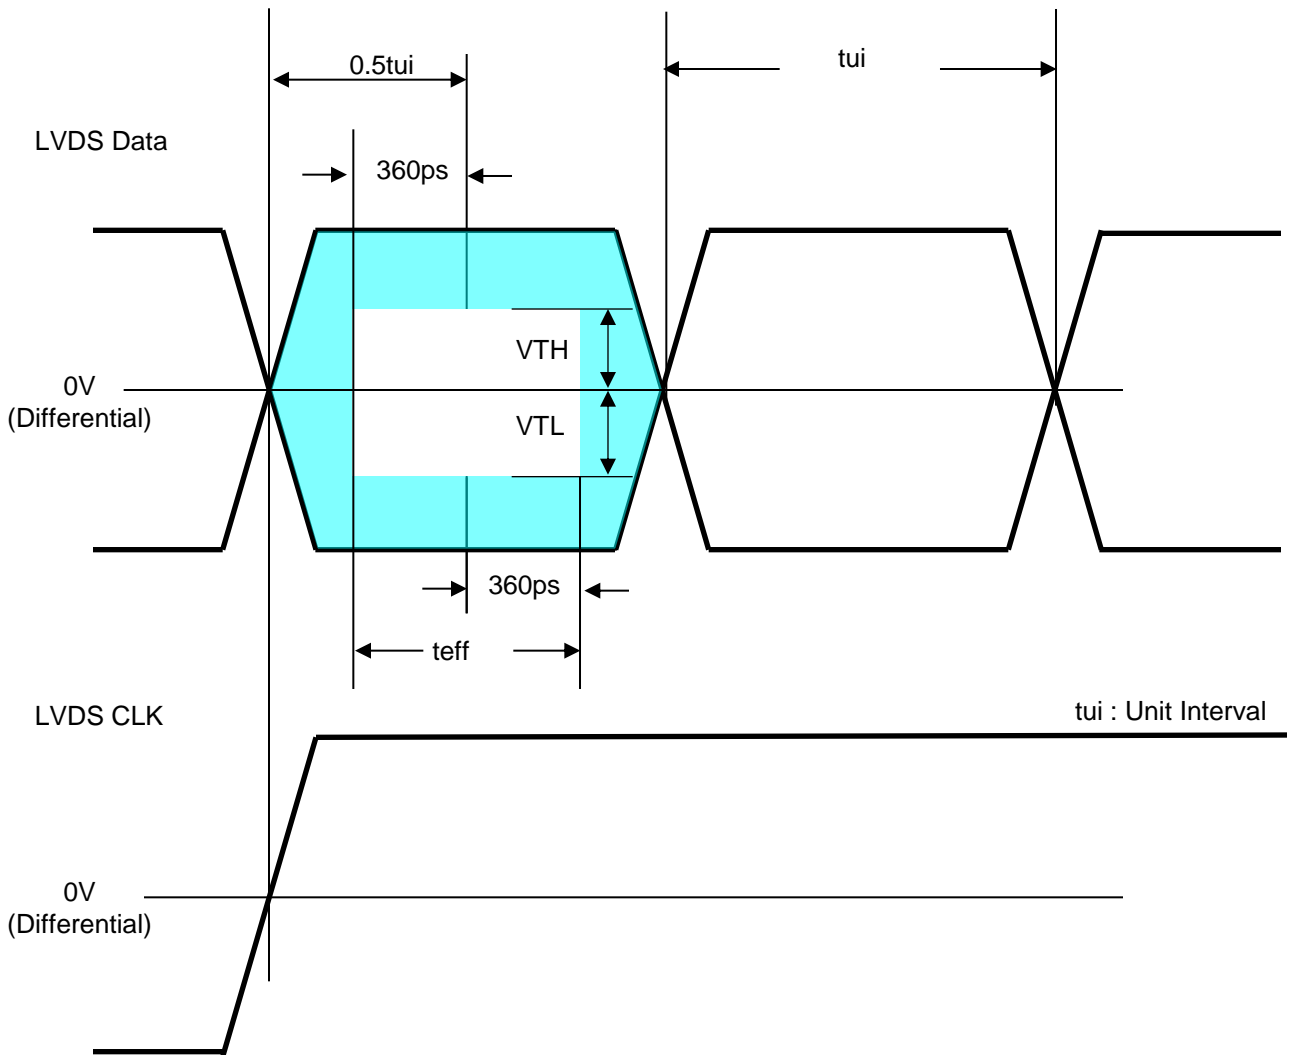 0.5tui
tui
LVDS Data
360ps
VTH
0V
(Differential)
VTL
360ps
teff
LVDS CLK
tui : Unit Interval
0V
(Differential)